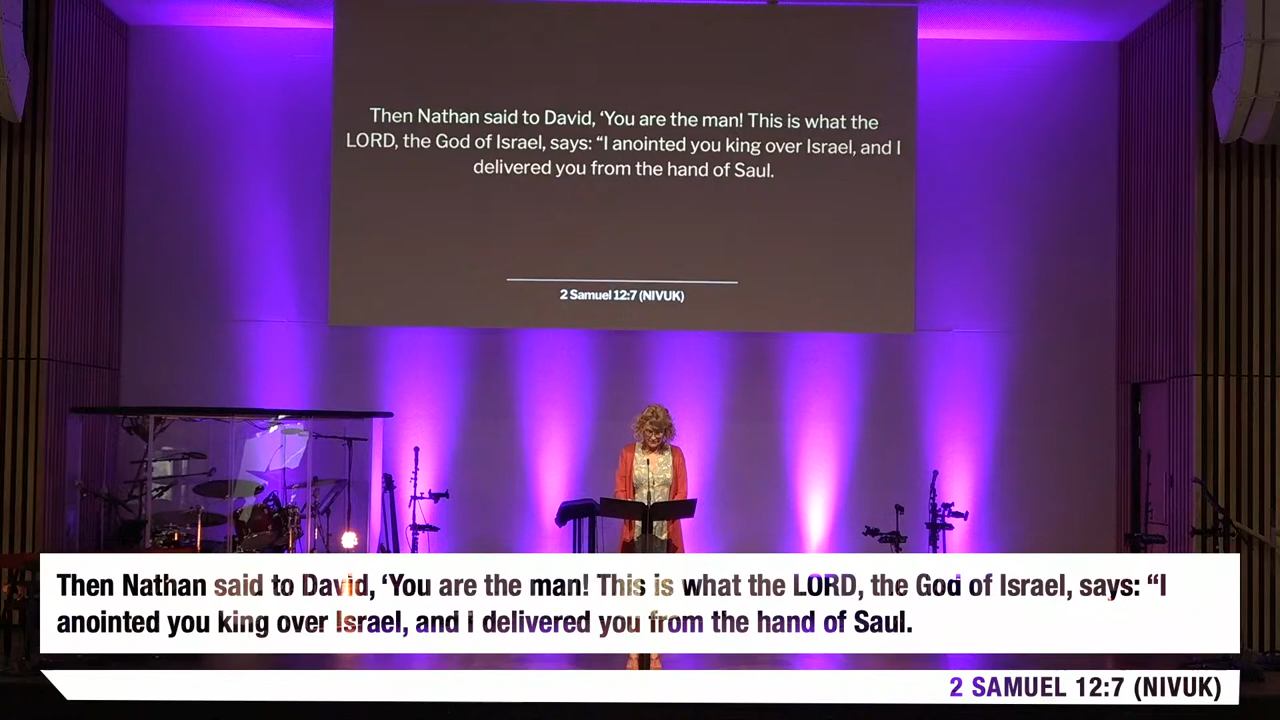 Then Nathan said to David, ‘You are the man! This is what the
LORD, the God of Israel, says: “I anointed you king over Israel, and I
delivered you from the hand of Saul.
2 Samuel 12:7 (NIVUK)
Then Nathan said to David, ‘You are the man! This is what the LORD, the God of Israel, says: “I
anointed you king over Israel, and I delivered you from the hand of Saul.
2 SAMUEL 12:7 (NIVUK)